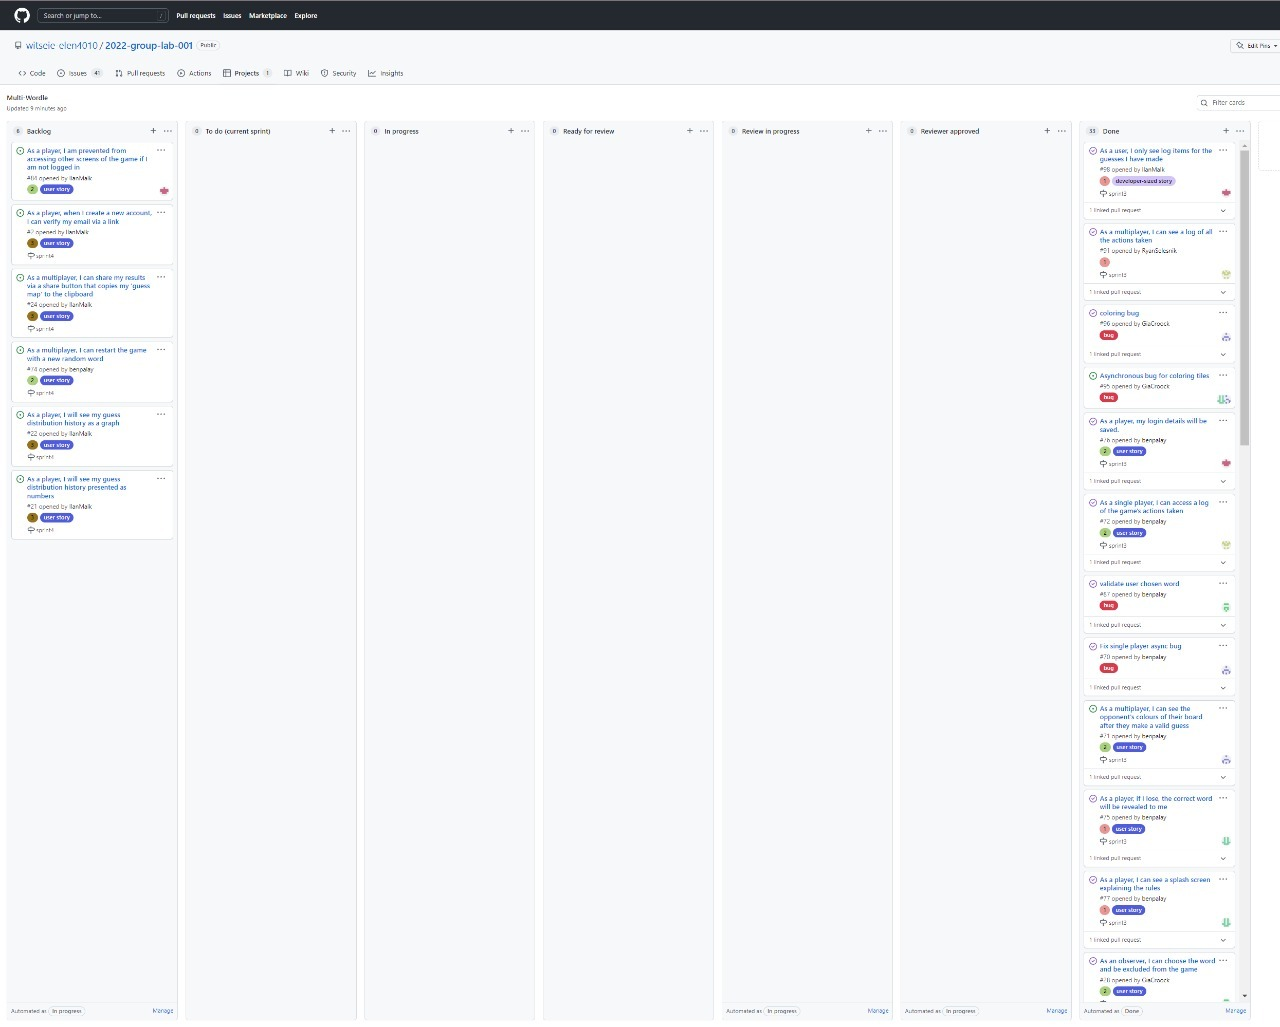 Search or jump to...
/
Pull requests
Issues
Marketplace
Explore
witseie-elen4010 / 2022-group-lab-001
Public
Edit Pins
Code
Issues 41
Pull requests
Actions
Projects 1
Wiki
Security
Insights
Multi-Wordle
Updated 9 minutes ago
Filter cards
6 Backlog
As a player, I am prevented from
accessing other screens of the game if I
am not logged in
#84 opened by IlanMalk
2 user story
As a player, when I create a new account,
I can verify my email via a link
#2 opened by IlanMalk
3 user story
sprint4
As a multiplayer, I can share my results
via a share button that copies my 'guess
map' to the clipboard
#24 opened by IlanMalk
3 user story
sprint4
As a multiplayer, I can restart the game
with a new random word
#74 opened by benpalay
2 user story
sprint4
As a player, I will see my guess
distribution history as a graph
#22 opened by IlanMalk
3 user story
sprint4
As a player, I will see my guess
distribution history presented as
numbers
#21 opened by IlanMalk
3 user story
sprint4
Automated as In progress
Manage
0 To do (current sprint)
0 In progress
0 Ready for review
0 Review in progress
Automated as In progress
Manage
0 Reviewer approved
Automated as In progress
Manage
53 Done
As a user, I only see log items for the
guesses I have made
#98 opened by IlanMalk
1 developer-sized story
sprint3
1 linked pull request
As a multiplayer, I can see a log of all
the actions taken
#91 opened by RyanSelesnik
1
sprint3
1 linked pull request
coloring bug
#96 opened by GiaCroock
bug
1 linked pull request
Asynchronous bug for coloring tiles
#95 opened by GiaCroock
bug
As a player, my login details will be
saved.
#76 opened by benpalay
2 user story
sprint3
1 linked pull request
As a single player, I can access a log
of the game's actions taken
#72 opened by benpalay
2 user story
sprint3
1 linked pull request
validate user chosen word
#87 opened by benpalay
bug
1 linked pull request
Fix single player async bug
#70 opened by benpalay
bug
1 linked pull request
As a multiplayer, I can see the
opponent's colours of their board
after they make a valid guess
#71 opened by benpalay
2 user story
sprint3
1 linked pull request
As a player, if I lose, the correct word
will be revealed to me
#75 opened by benpalay
1 user story
sprint3
1 linked pull request
As a player, I can see a splash screen
explaining the rules
#77 opened by benpalay
1 user story
sprint3
1 linked pull request
As an observer, I can choose the word
and be excluded from the game
#78 opened by GiaCroock
2 user story
Automated as Done
Manage